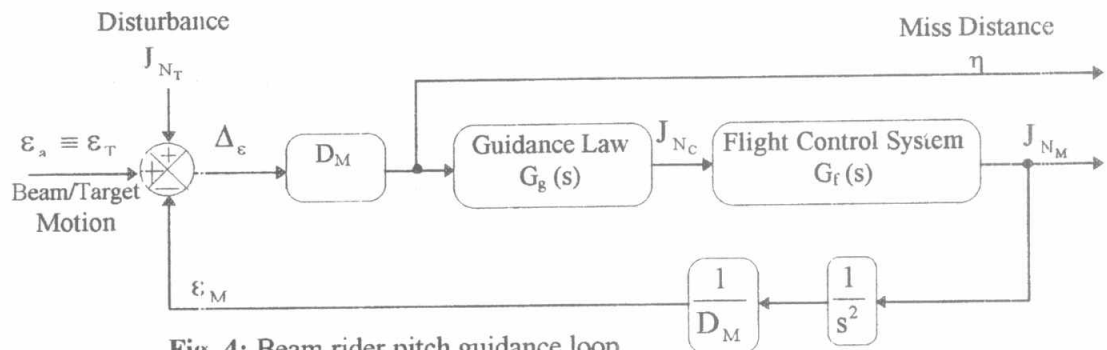 Disturbance
J_{N_T}
Miss Distance
η
ε_a ≡ ε_T
Beam/Target
Motion
+
+
−
Δ_ε
D_M
Guidance Law
G_g (s)
J_{N_C}
Flight Control System
G_f (s)
J_{N_M}
ε_M
1
D_M
1
s²
Fig. 4: Beam rider pitch guidance loop